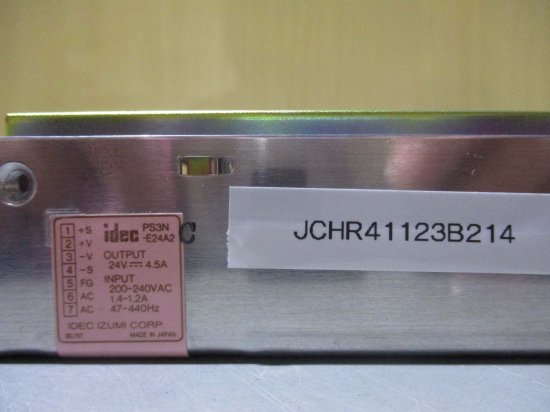 idec PS3N
-E24A2
1 +S
2 +V OUTPUT
3 -V 24V⎓4.5A
4 -S
5 FG INPUT
6 AC 200-240VAC
1.4-1.2A
7 AC 47-440Hz
IDEC IZUMI CORP.
MADE IN JAPAN
C
JCHR41123B214